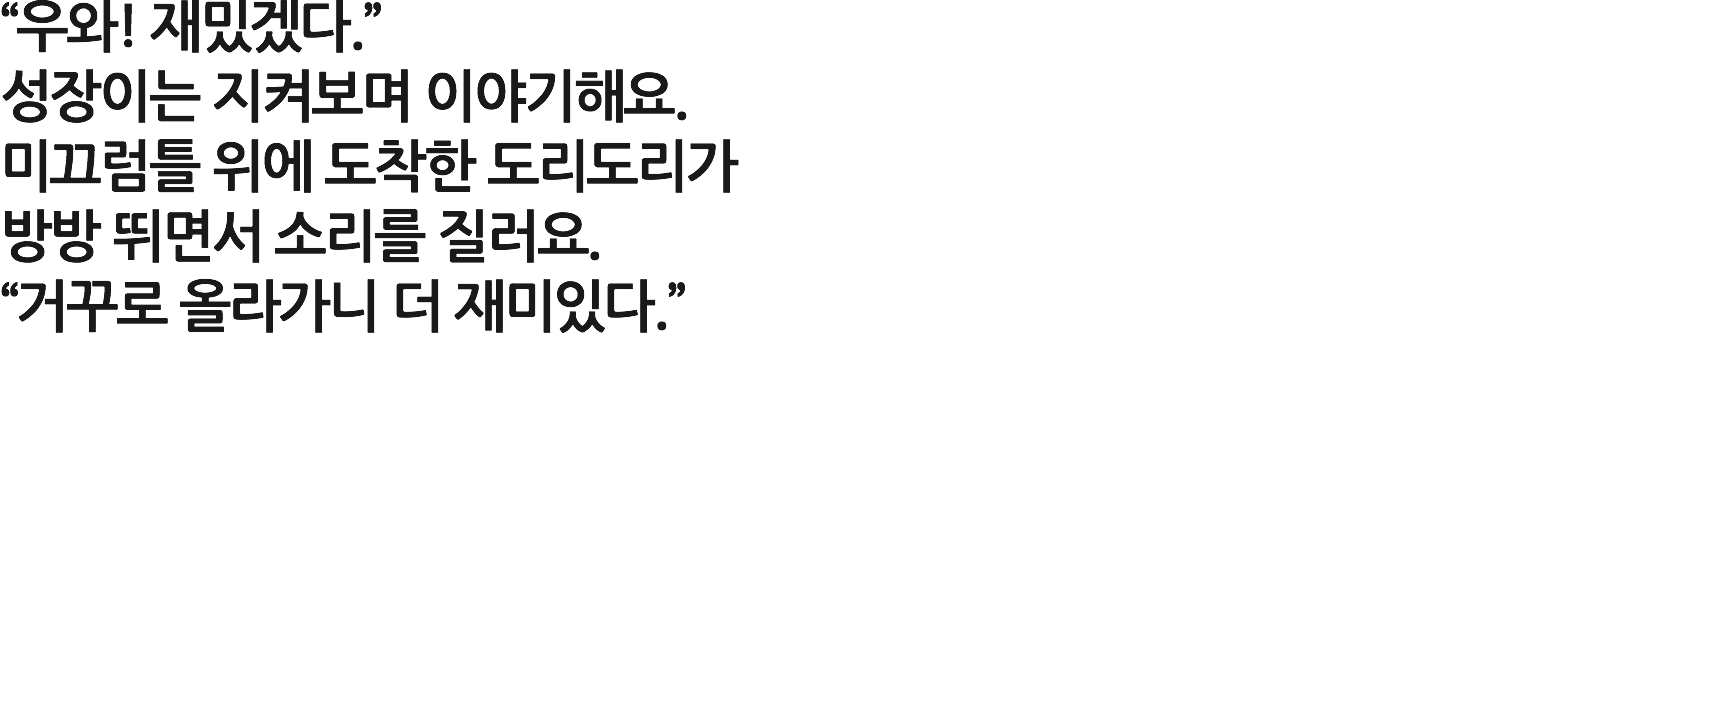 “우와! 재밌겠다.”
성장이는 지켜보며 이야기해요.
미끄럼틀 위에 도착한 도리도리가
방방 뛰면서 소리를 질러요.
“거꾸로 올라가니 더 재미있다.”